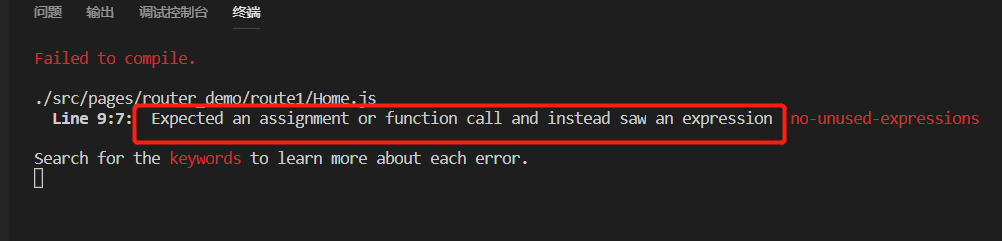 问题 输出 调试控制台 终端
Failed to compile.
./src/pages/router_demo/route1/Home.js
Line 9:7: Expected an assignment or function call and instead saw an expression no-unused-expressions
Search for the keywords to learn more about each error.